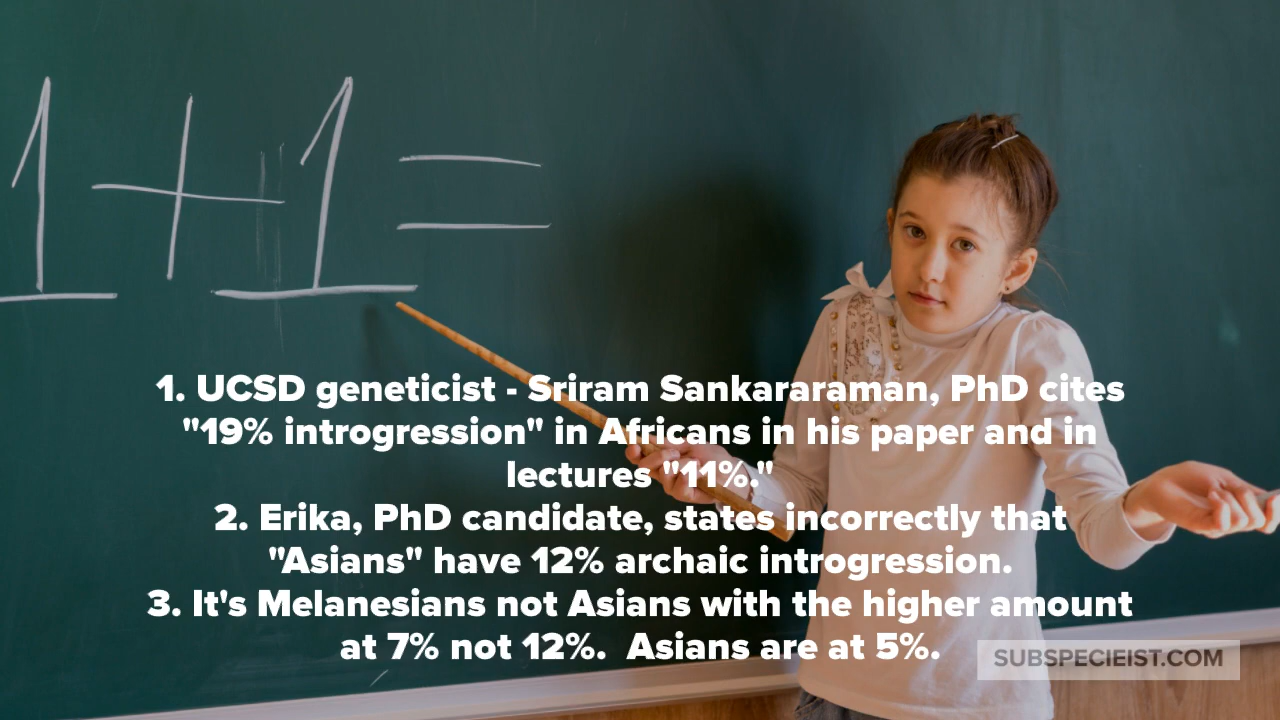 1 + 1 =
1. UCSD geneticist - Sriram Sankararaman, PhD cites
"19% introgression" in Africans in his paper and in
lectures "11%."
2. Erika, PhD candidate, states incorrectly that
"Asians" have 12% archaic introgression.
3. It's Melanesians not Asians with the higher amount
at 7% not 12%.  Asians are at 5%.
SUBSPECIEIST.COM